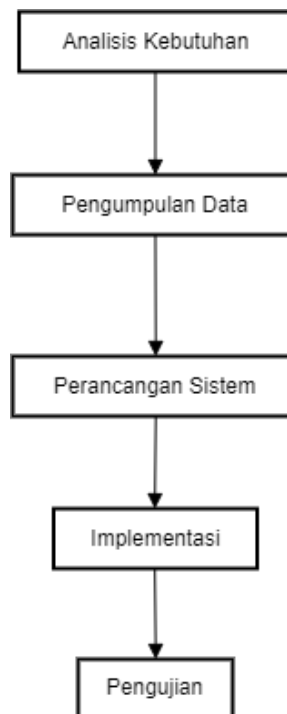 Analisis Kebutuhan
Pengumpulan Data
Perancangan Sistem
Implementasi
Pengujian